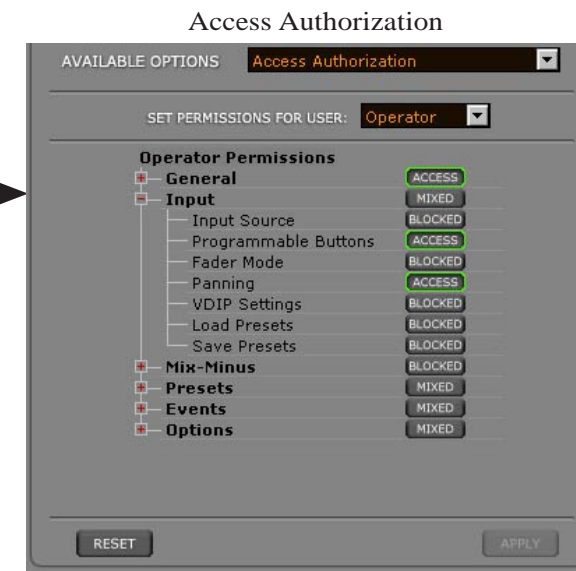 Access Authorization
AVAILABLE OPTIONS Access Authorization
SET PERMISSIONS FOR USER: Operator
Operator Permissions
General ACCESS
Input MIXED
Input Source BLOCKED
Programmable Buttons ACCESS
Fader Mode BLOCKED
Panning ACCESS
VDIP Settings BLOCKED
Load Presets BLOCKED
Save Presets BLOCKED
Mix-Minus BLOCKED
Presets MIXED
Events MIXED
Options MIXED
RESET APPLY